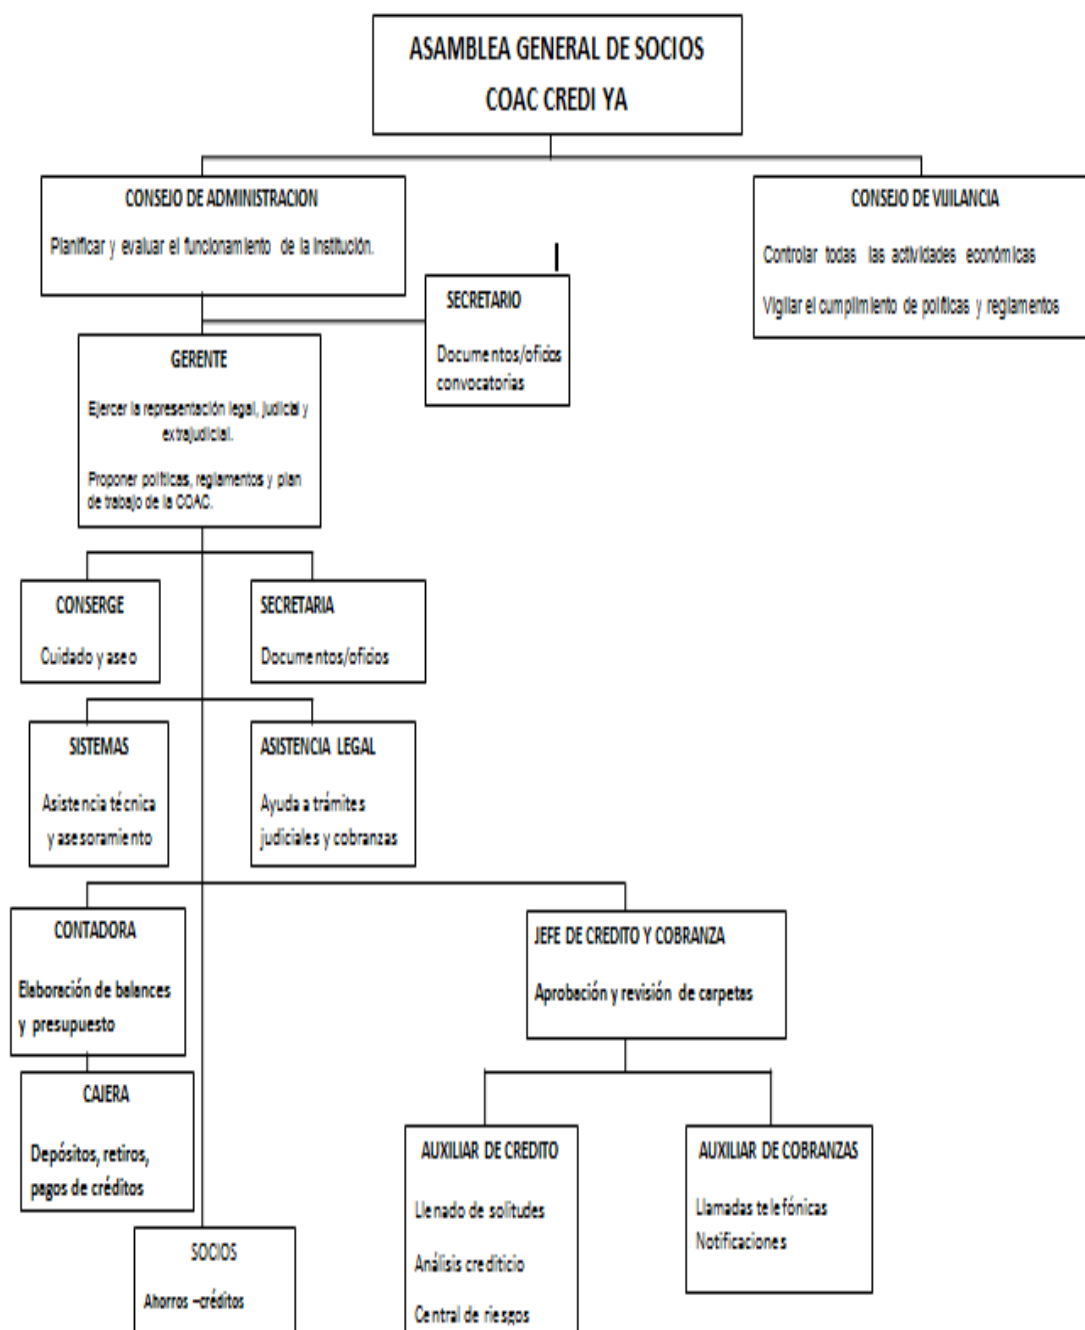 ASAMBLEA GENERAL DE SOCIOS
COAC CREDI YA
CONSEJO DE ADMINISTRACION
Planificar y evaluar el funcionamiento de la institución.
CONSEJO DE VIJILANCIA
Controlar todas las actividades económicas
Vigilar el cumplimiento de políticas y reglamentos
SECRETARIO
Documentos/oficios
convocatorias
GERENTE
Ejercer la representación legal, judicial y
extrajudicial.
Proponer políticas, reglamentos y plan
de trabajo de la COAC.
CONSERGE
Cuidado y aseo
SECRETARIA
Documentos/oficios
SISTEMAS
Asistencia técnica
y asesoramiento
ASISTENCIA LEGAL
Ayuda a trámites
judiciales y cobranzas
CONTADORA
Elaboración de balances
y presupuesto
JEFE DE CREDITO Y COBRANZA
Aprobación y revisión de carpetas
CAJERA
Depósitos, retiros,
pagos de créditos
AUXILIAR DE CREDITO
Llenado de solitudes
Análisis crediticio
Central de riesgos
AUXILIAR DE COBRANZAS
Llamadas telefónicas
Notificaciones
SOCIOS
Ahorros –créditos